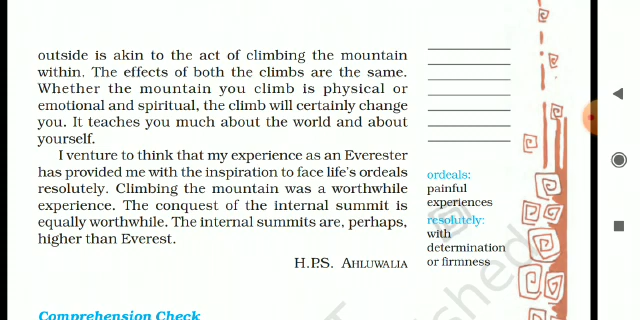 outside is akin to the act of climbing the mountain
within. The effects of both the climbs are the same.
Whether the mountain you climb is physical or
emotional and spiritual, the climb will certainly change
you. It teaches you much about the world and about
yourself.
I venture to think that my experience as an Everester
has provided me with the inspiration to face life's ordeals
resolutely. Climbing the mountain was a worthwhile
experience. The conquest of the internal summit is
equally worthwhile. The internal summits are, perhaps,
higher than Everest.
H.P.S. AHLUWALIA
ordeals:
painful
experiences
resolutely:
with
determination
or firmness
Comprehension Check